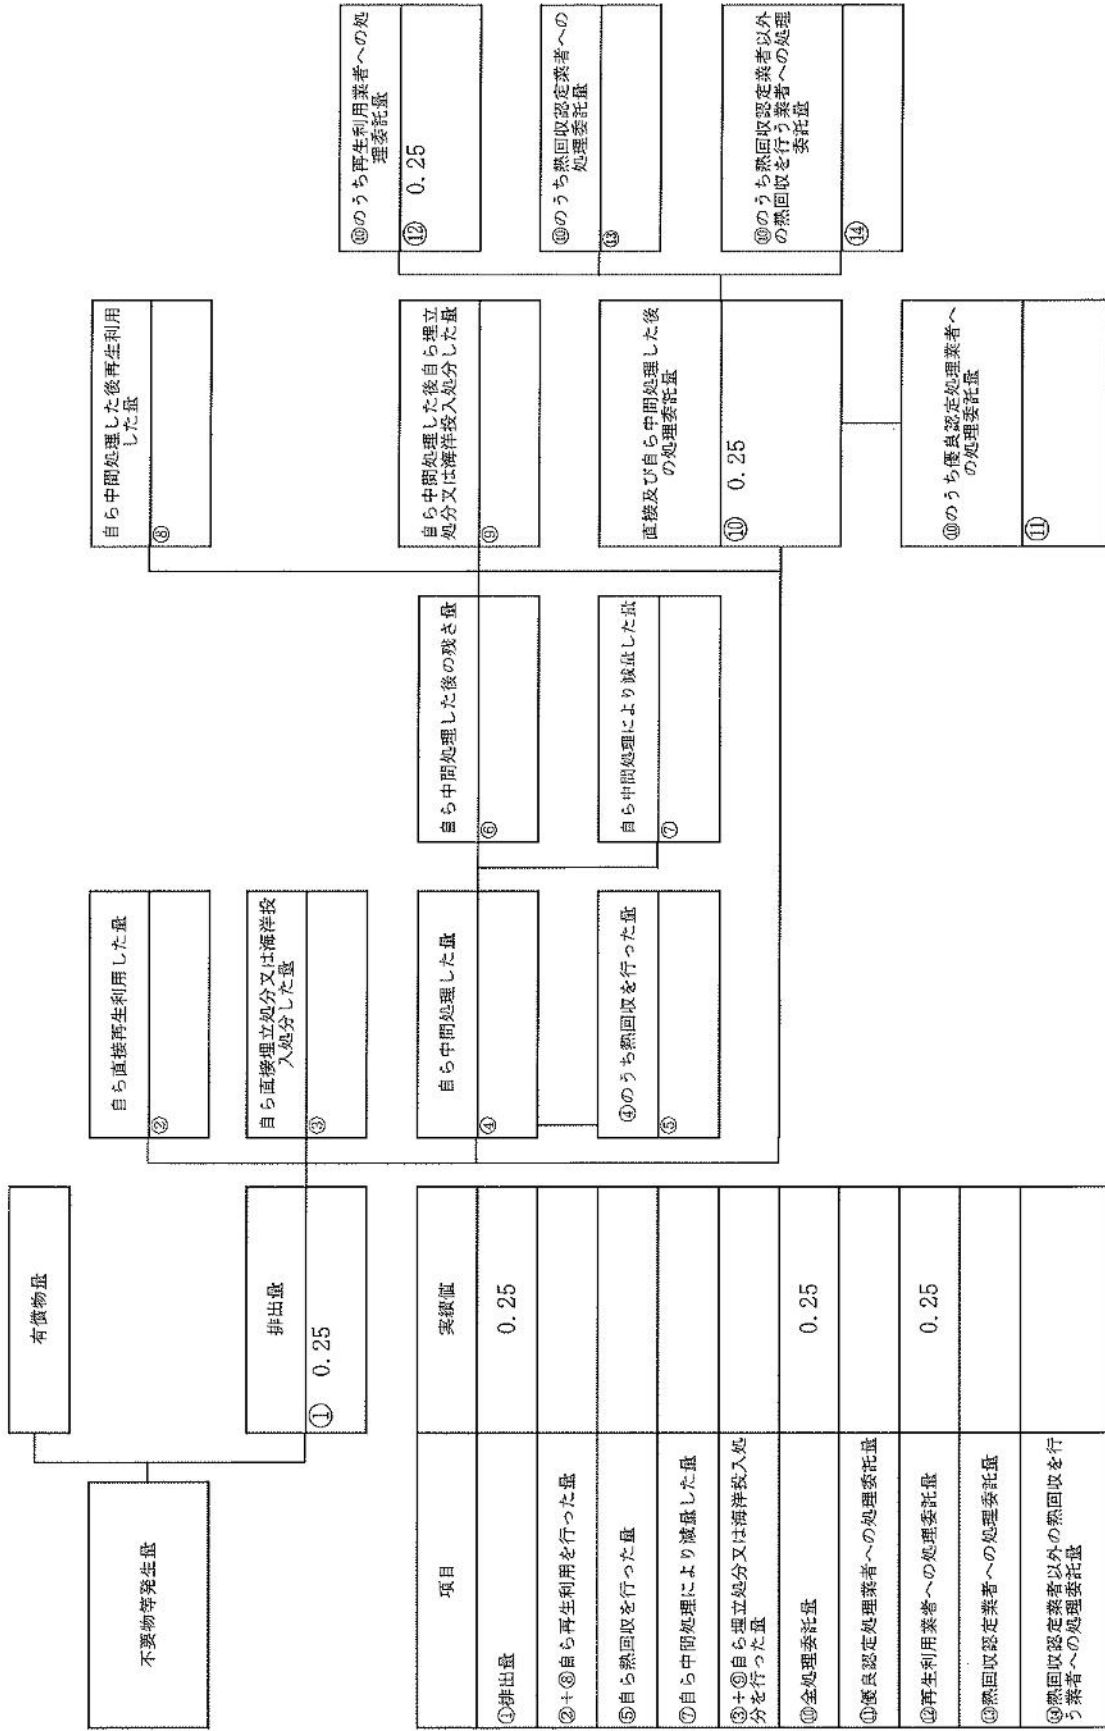 不要物等発生量
有償物量
排出量
① 0.25
自ら直接再生利用した量
②
自ら直接埋立処分又は海洋投
入処分した量
③
自ら中間処理した量
④
④のうち熱回収を行った量
⑤
自ら中間処理した後の残さ量
⑥
自ら中間処理により減量した量
⑦
自ら中間処理した後再生利用
した量
⑧
自ら中間処理した後自ら埋立
処分又は海洋投入処分した量
⑨
直接及び自ら中間処理した後
の処理委託量
⑩ 0.25
⑩のうち優良認定処理業者へ
の処理委託量
⑪
⑩のうち再生利用業者への処
理委託量
⑫ 0.25
⑩のうち熱回収認定業者への
処理委託量
⑬
⑩のうち熱回収認定業者以外
の熱回収を行う業者への処理
委託量
⑭
項目 実績値
①排出量 0.25
②+⑧自ら再生利用を行った量
⑤自ら熱回収を行った量
⑦自ら中間処理により減量した量
③+⑨自ら埋立処分又は海洋投入処
分を行った量
⑩全処理委託量 0.25
⑪優良認定処理業者への処理委託量
⑫再生利用業者への処理委託量 0.25
⑬熱回収認定業者への処理委託量
⑭熱回収認定業者以外の熱回収を行
う業者への処理委託量